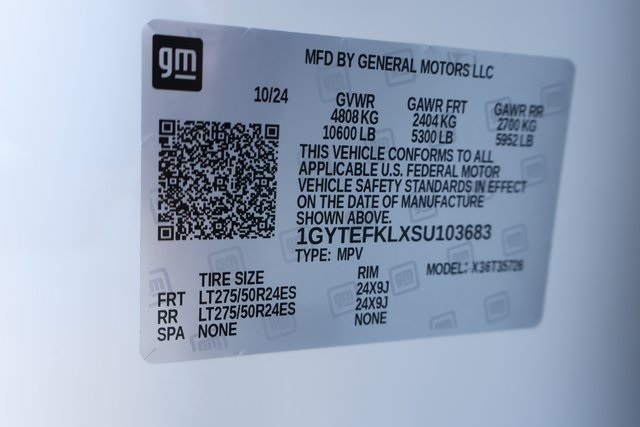 gm
MFD BY GENERAL MOTORS LLC
10/24 GVWR GAWR FRT GAWR RR
4808 KG 2404 KG 2700 KG
10600 LB 5300 LB 5952 LB
THIS VEHICLE CONFORMS TO ALL
APPLICABLE U.S. FEDERAL MOTOR
VEHICLE SAFETY STANDARDS IN EFFECT
ON THE DATE OF MANUFACTURE
SHOWN ABOVE.
1GYTEFKLXSU103683
TYPE: MPV MODEL: X36T35726
TIRE SIZE RIM
FRT LT275/50R24ES 24X9J
RR LT275/50R24ES 24X9J
SPA NONE NONE